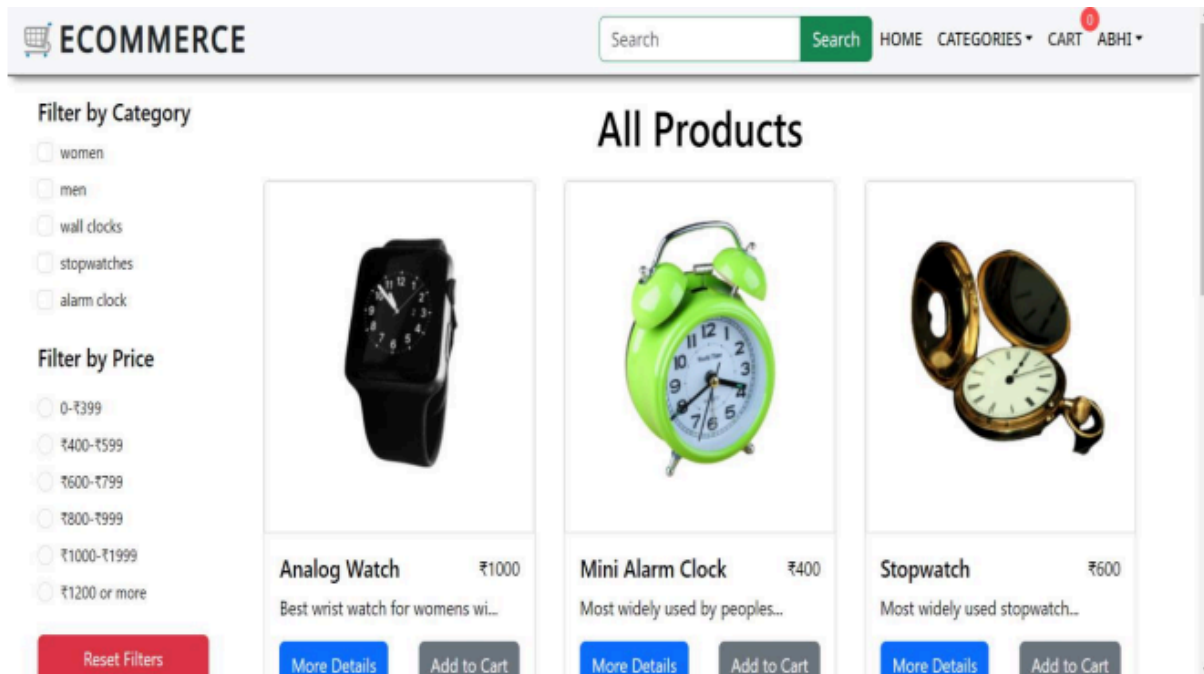 ECOMMERCE
Search
Search
HOME
CATEGORIES
CART
0
ABHI
Filter by Category
women
men
wall clocks
stopwatches
alarm clock
Filter by Price
0-₹399
₹400-₹599
₹600-₹799
₹800-₹999
₹1000-₹1999
₹1200 or more
Reset Filters
All Products
Analog Watch ₹1000
Best wrist watch for womens wi...
More Details Add to Cart
Mini Alarm Clock ₹400
Most widely used by peoples...
More Details Add to Cart
Stopwatch ₹600
Most widely used stopwatch...
More Details Add to Cart